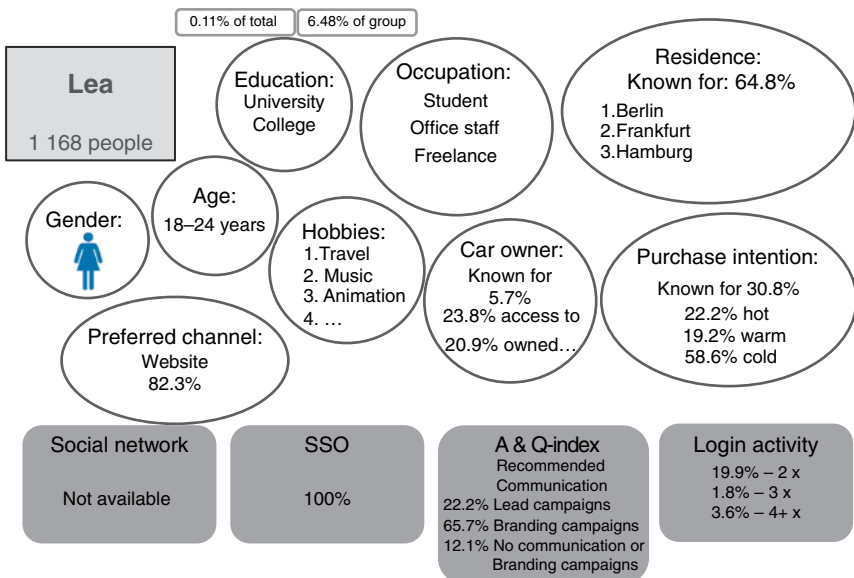 0.11% of total
6.48% of group
Lea
1 168 people
Education:
University
College
Occupation:
Student
Office staff
Freelance
Residence:
Known for: 64.8%
1.Berlin
2.Frankfurt
3.Hamburg
Gender:
Age:
18–24 years
Hobbies:
1.Travel
2. Music
3. Animation
4. …
Car owner:
Known for
5.7%
23.8% access to
20.9% owned…
Purchase intention:
Known for 30.8%
22.2% hot
19.2% warm
58.6% cold
Preferred channel:
Website
82.3%
Social network
Not available
SSO
100%
A & Q-index
Recommended
Communication
22.2% Lead campaigns
65.7% Branding campaigns
12.1% No communication or
Branding campaigns
Login activity
19.9% – 2 x
1.8% – 3 x
3.6% – 4+ x